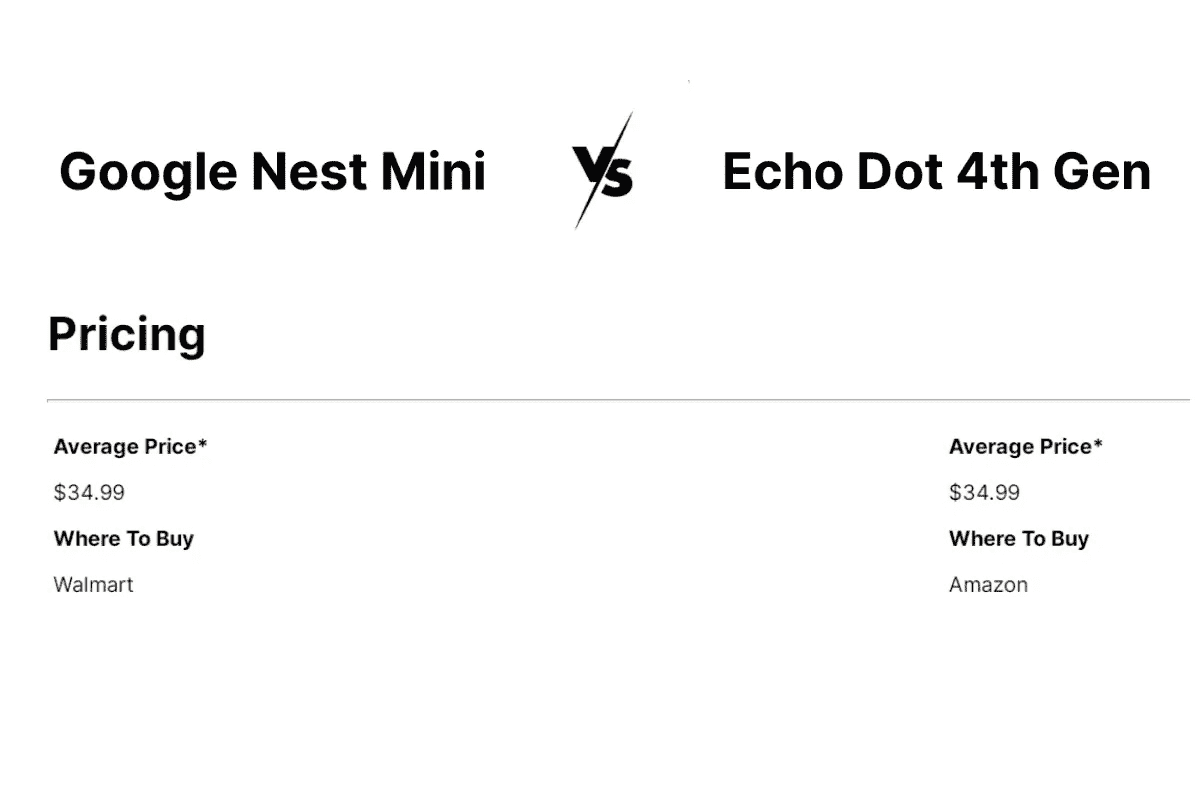 Google Nest Mini VS Echo Dot 4th Gen
Pricing
Average Price* Average Price*
$34.99 $34.99
Where To Buy Where To Buy
Walmart Amazon